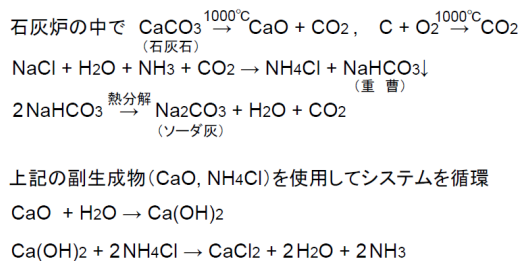 石灰炉の中で CaCO3 1000℃→ CaO + CO2 , C + O2 1000℃→ CO2
(石灰石)
NaCl + H2O + NH3 + CO2 → NH4Cl + NaHCO3↓
(重 曹)
2NaHCO3 熱分解→ Na2CO3 + H2O + CO2
(ソーダ灰)
上記の副生成物(CaO, NH4Cl)を使用してシステムを循環
CaO + H2O → Ca(OH)2
Ca(OH)2 + 2NH4Cl → CaCl2 + 2H2O + 2NH3